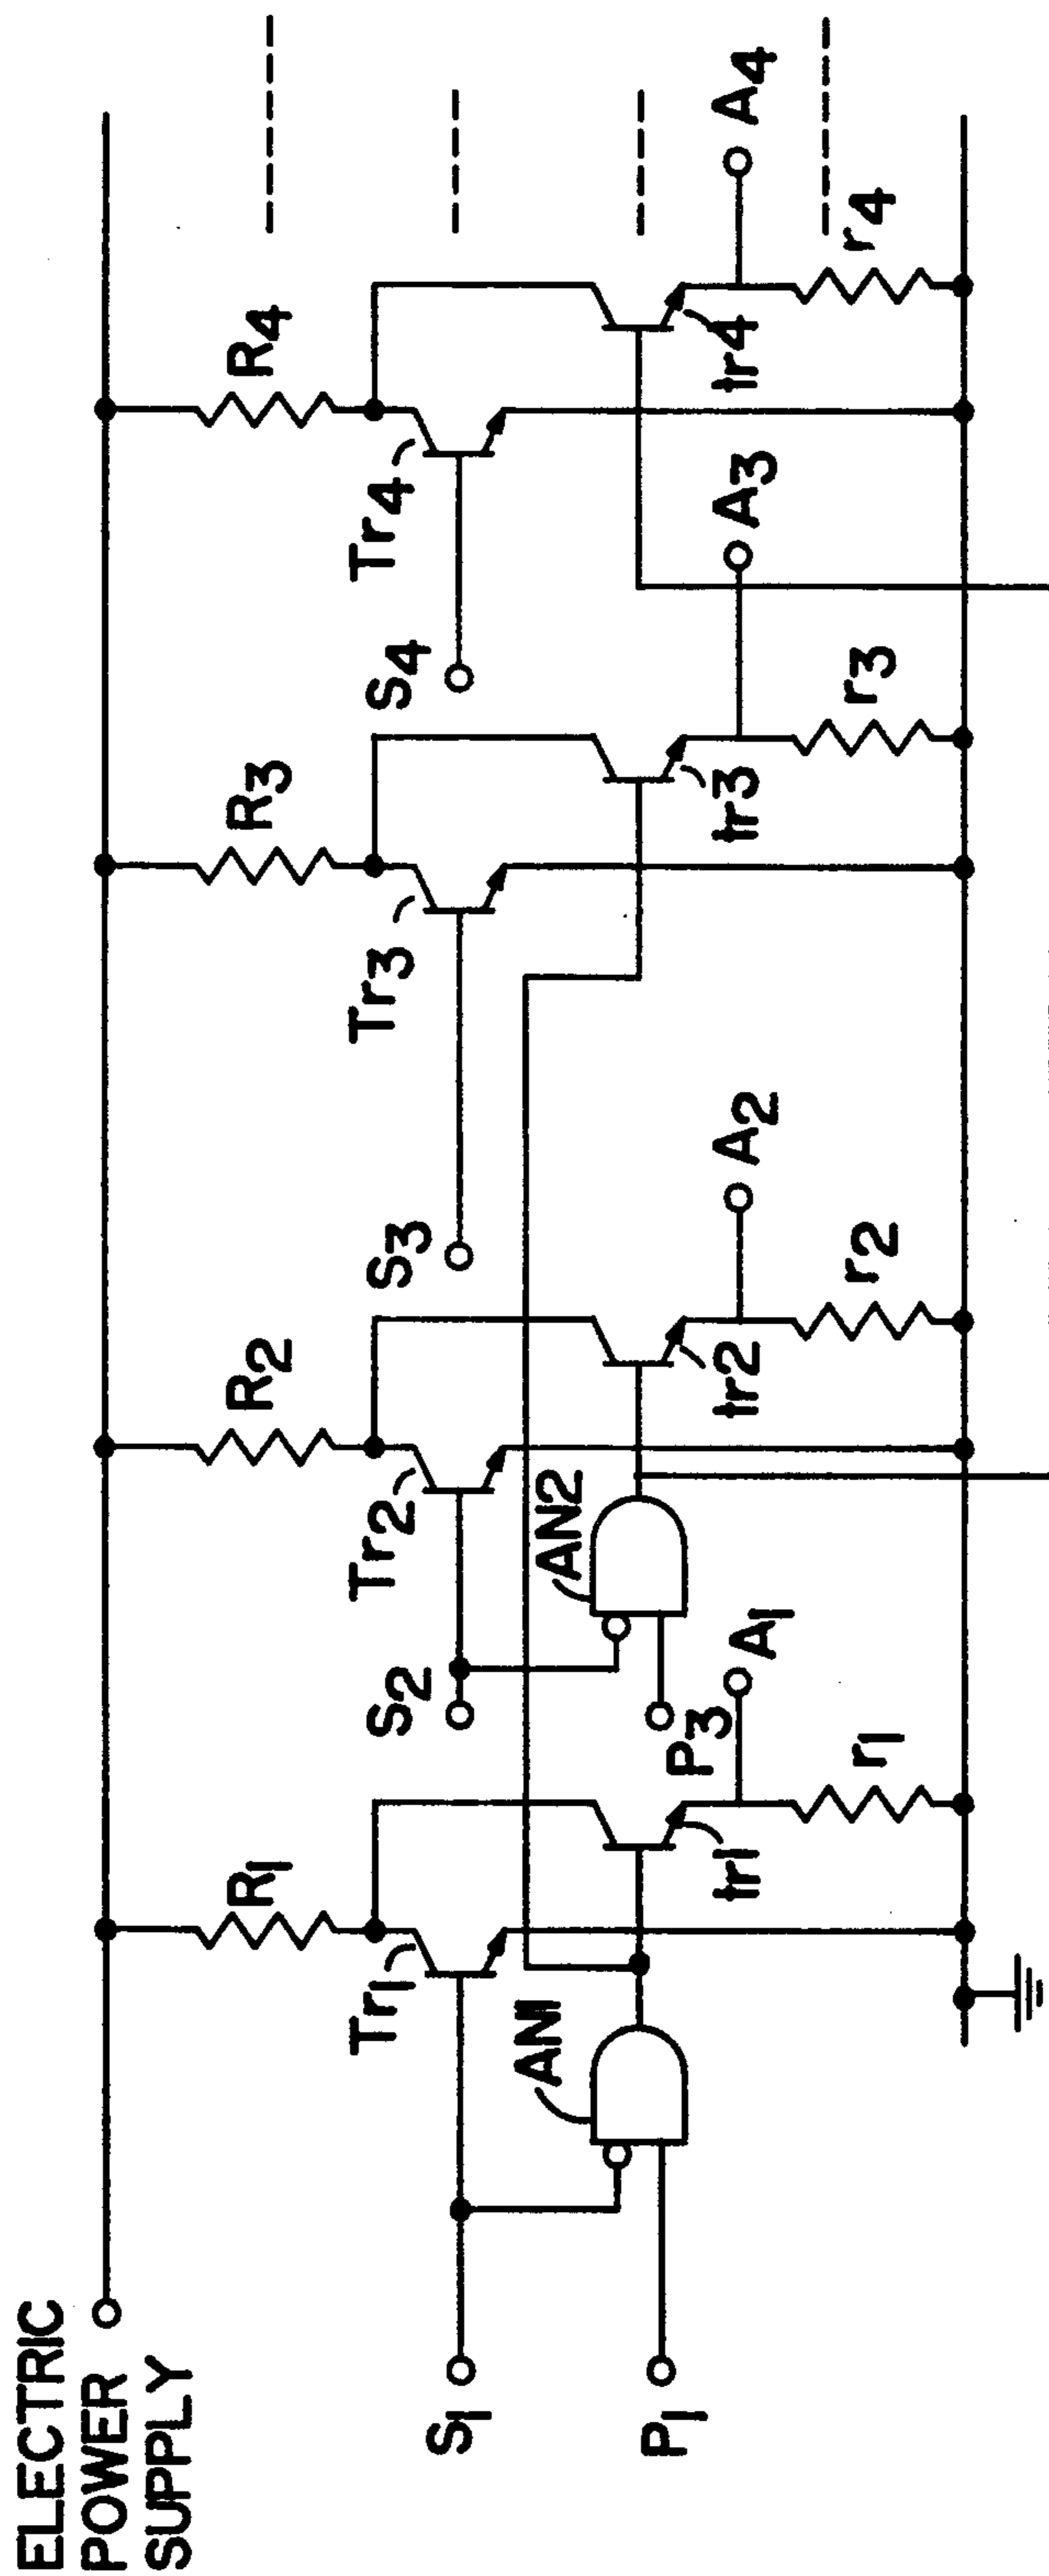 ELECTRIC
POWER
SUPPLY
R1
R2
R3
R4
Tr1
Tr2
Tr3
Tr4
S1
S2
S3
S4
AN1
AN2
P1
P3
tr1
tr2
tr3
tr4
A1
A2
A3
A4
r1
r2
r3
r4